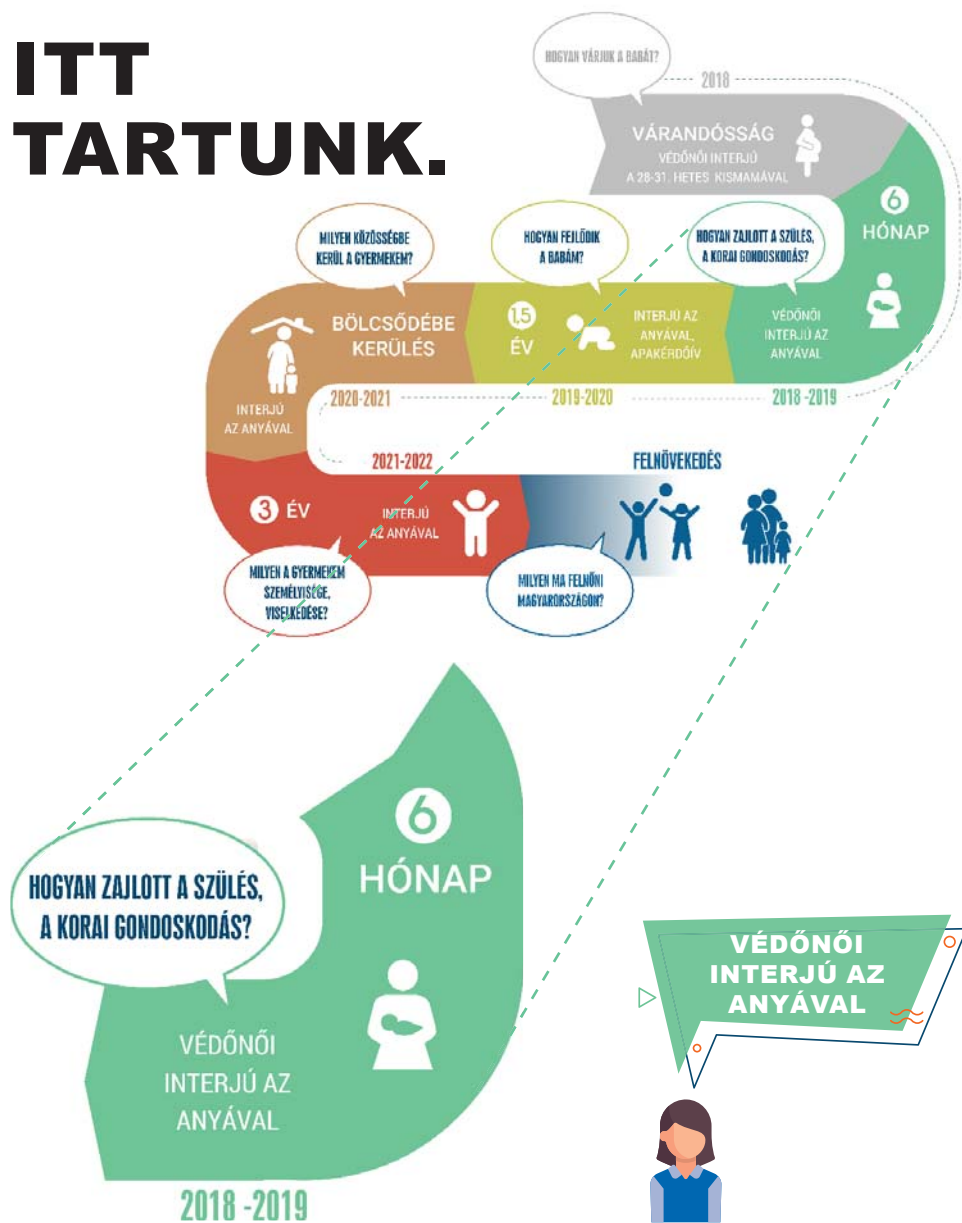 ITT
TARTUNK.
HOGYAN VÁRJUK A BABÁT?
2018
VÁRANDÓSSÁG
VÉDŐNŐI INTERJÚ
A 28-31. HETES KISMAMÁVAL
6
HÓNAP
HOGYAN ZAJLOTT A SZÜLÉS,
A KORAI GONDOSKODÁS?
VÉDŐNŐI
INTERJÚ AZ
ANYÁVAL
2018 -2019
HOGYAN FEJLŐDIK
A BABÁM?
1.5
ÉV
INTERJÚ AZ
ANYÁVAL,
APAKÉRDŐÍV
2019-2020
MILYEN KÖZÖSSÉGBE
KERÜL A GYERMEKEM?
BÖLCSŐDÉBE
KERÜLÉS
INTERJÚ
AZ ANYÁVAL
2020-2021
2021-2022
3 ÉV
INTERJÚ
AZ ANYÁVAL
MILYEN A GYERMEKEM
SZEMÉLYISÉGE,
VISELKEDÉSE?
FELNÖVEKEDÉS
MILYEN MA FELNŐNI
MAGYARORSZÁGON?
6
HÓNAP
HOGYAN ZAJLOTT A SZÜLÉS,
A KORAI GONDOSKODÁS?
VÉDŐNŐI
INTERJÚ AZ
ANYÁVAL
2018 -2019
VÉDŐNŐI
INTERJÚ AZ
ANYÁVAL